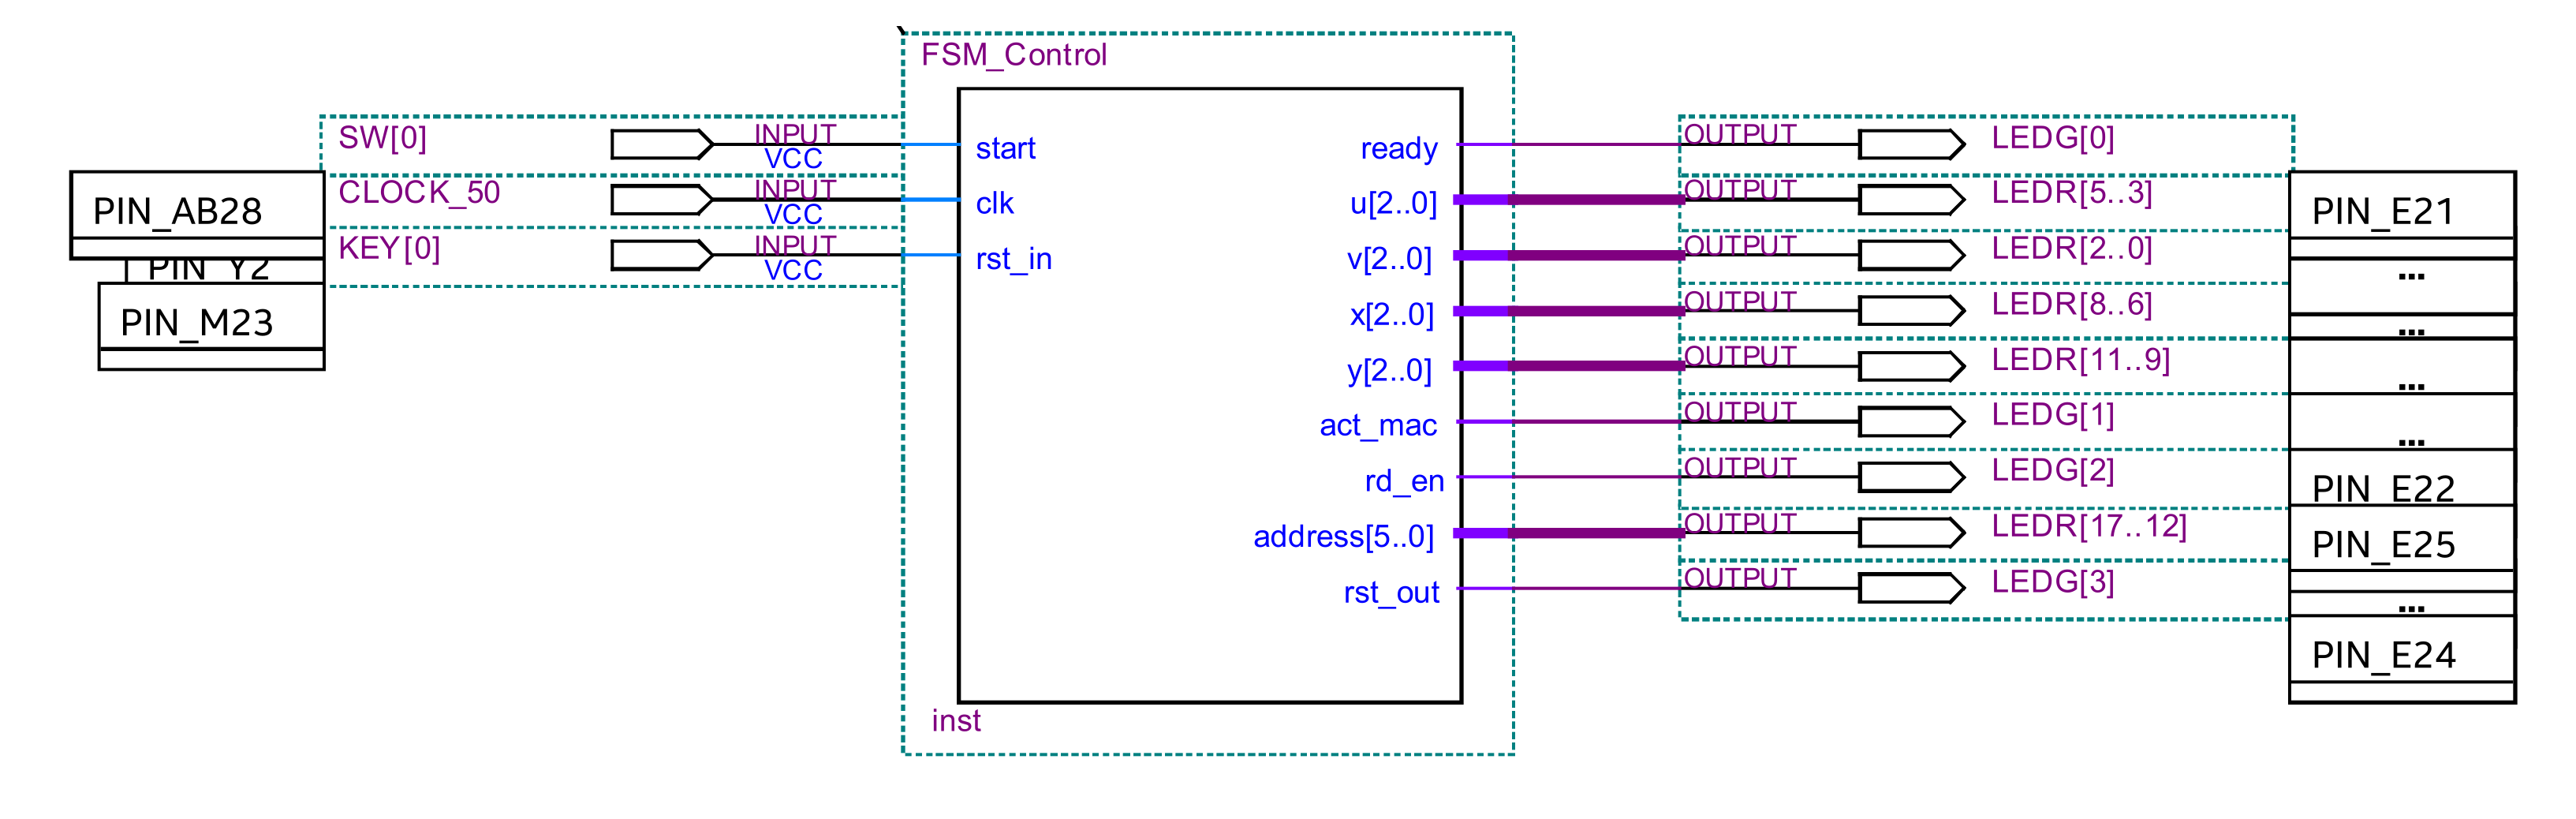 FSM_Control
SW[0] INPUT VCC start ready OUTPUT LEDG[0]
PIN_AB28 CLOCK_50 INPUT VCC clk u[2..0] OUTPUT LEDR[5..3] PIN_E21
PIN_Y2 KEY[0] INPUT VCC rst_in v[2..0] OUTPUT LEDR[2..0] ...
PIN_M23 x[2..0] OUTPUT LEDR[8..6] ...
y[2..0] OUTPUT LEDR[11..9] ...
act_mac OUTPUT LEDG[1] ...
rd_en OUTPUT LEDG[2] PIN_E22
address[5..0] OUTPUT LEDR[17..12] PIN_E25
rst_out OUTPUT LEDG[3] ...
PIN_E24
inst